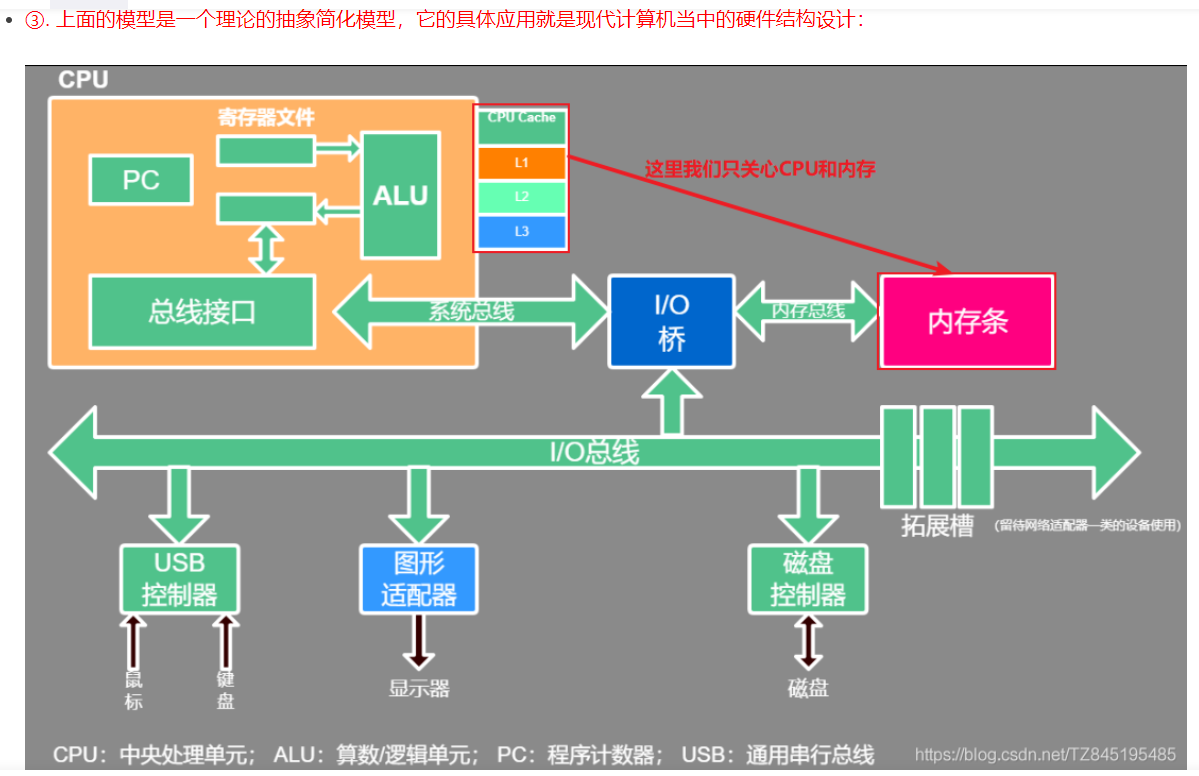 ③. 上面的模型是一个理论的抽象简化模型，它的具体应用就是现代计算机当中的硬件结构设计：
CPU
寄存器文件
CPU Cache
PC
ALU
L1
L2
L3
这里我们只关心CPU和内存
总线接口
系统总线
I/O
桥
内存总线
内存条
I/O总线
拓展槽
(留待网络适配器一类的设备使用)
USB
控制器
图形
适配器
磁盘
控制器
鼠
标
键
盘
显示器
磁盘
CPU：中央处理单元； ALU：算数/逻辑单元； PC：程序计数器； USB：通用串行总线
https://blog.csdn.net/TZ845195485